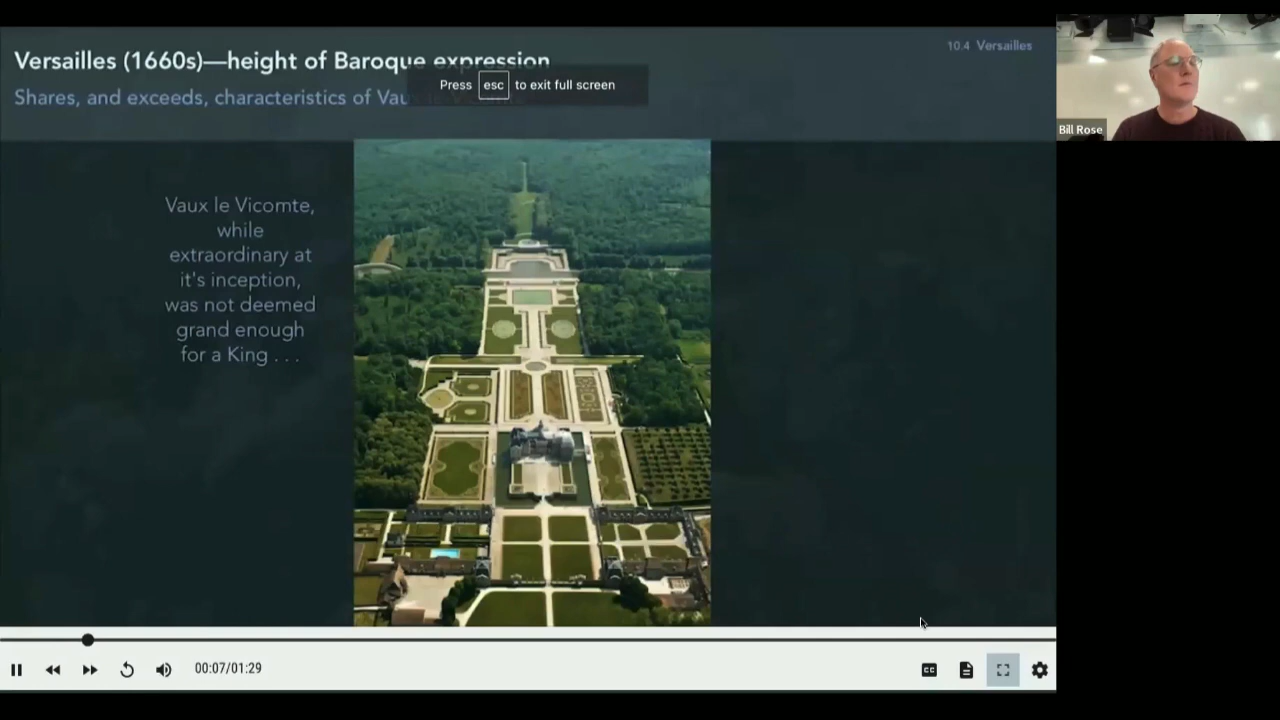 Versailles (1660s)—height of Baroque expression
10.4 Versailles
Press esc to exit full screen
Shares, and exceeds, characteristics of Vaux
Vaux le Vicomte,
while
extraordinary at
it's inception,
was not deemed
grand enough
for a King . . .
Bill Rose
00:07/01:29
CC